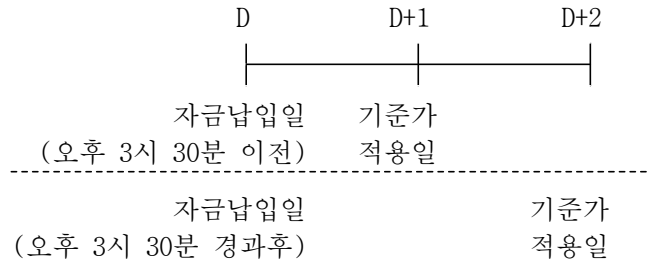 D D+1 D+2
자금납입일 기준가
(오후 3시 30분 이전) 적용일
자금납입일 기준가
(오후 3시 30분 경과후) 적용일